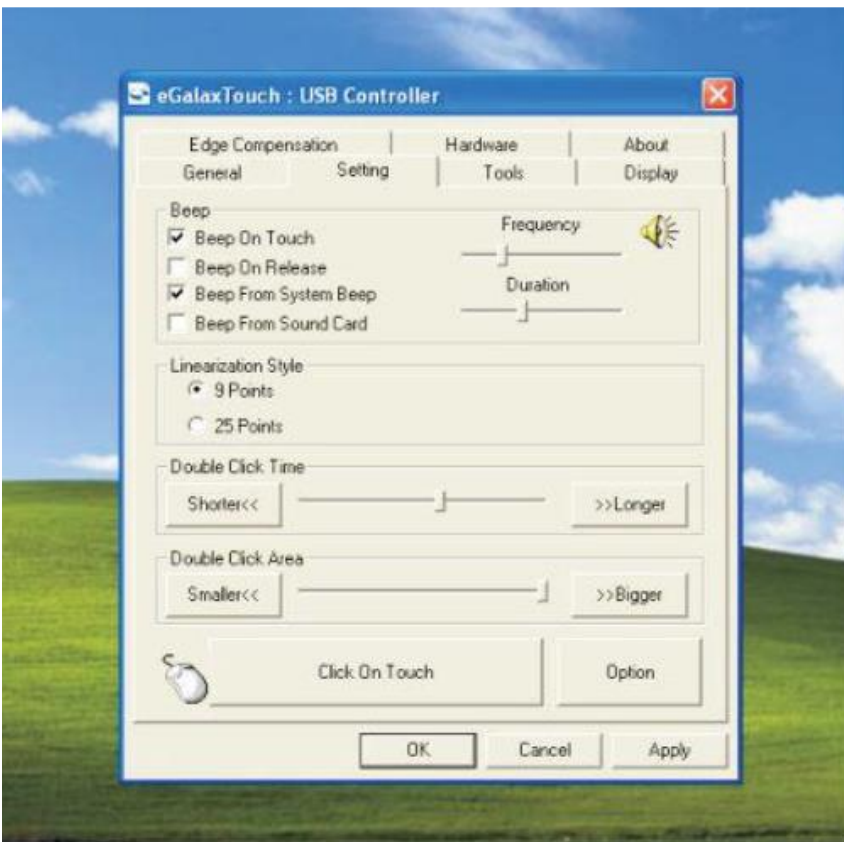 eGalaxTouch : USB Controller
Edge Compensation Hardware About
General Setting Tools Display
Beep
Beep On Touch
Beep On Release
Beep From System Beep
Beep From Sound Card
Frequency
Duration
Linearization Style
9 Points
25 Points
Double Click Time
Shorter<< >>Longer
Double Click Area
Smaller<< >>Bigger
Click On Touch Option
OK Cancel Apply